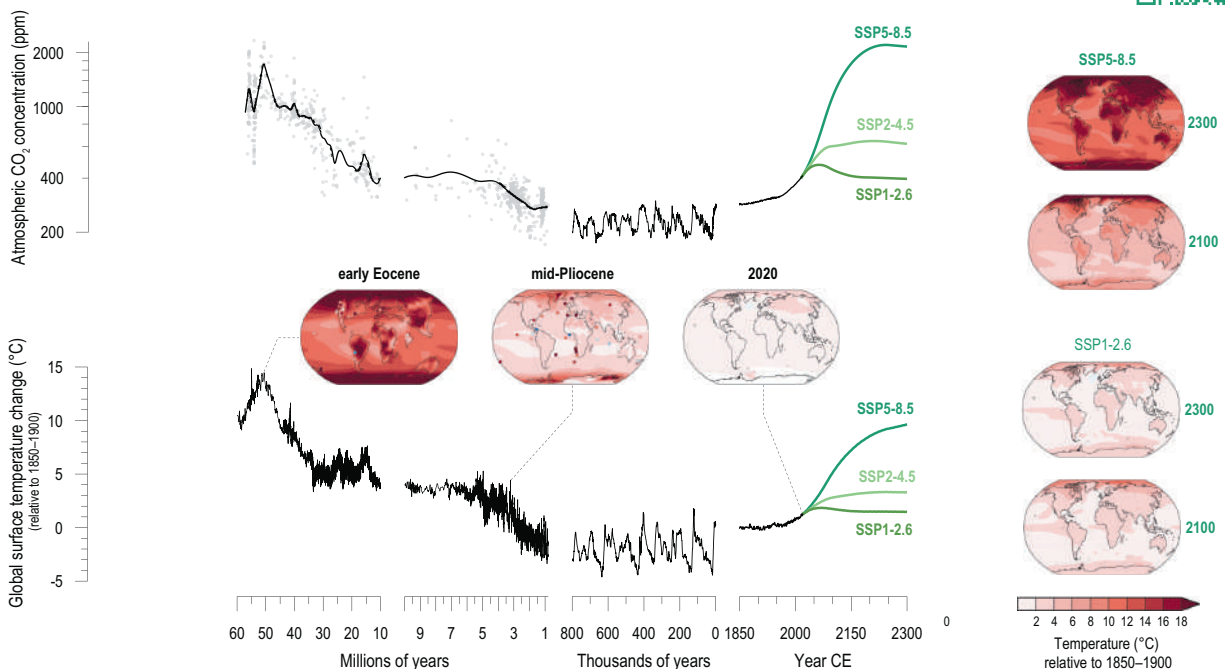 Atmospheric CO2 concentration (ppm)
2000
1000
400
200
SSP5-8.5
SSP2-4.5
SSP1-2.6
SSP5-8.5
2300
2100
early Eocene
mid-Pliocene
2020
Global surface temperature change (°C)
(relative to 1850–1900)
15
10
5
0
-5
SSP5-8.5
SSP2-4.5
SSP1-2.6
SSP1-2.6
2300
2100
60 50 40 30 20 10
9 7 5 3 1
800 600 400 200 0
1850 2000 2150 2300
0
Millions of years
Thousands of years
Year CE
2 4 6 8 10 12 14 16 18
Temperature (°C)
relative to 1850–1900